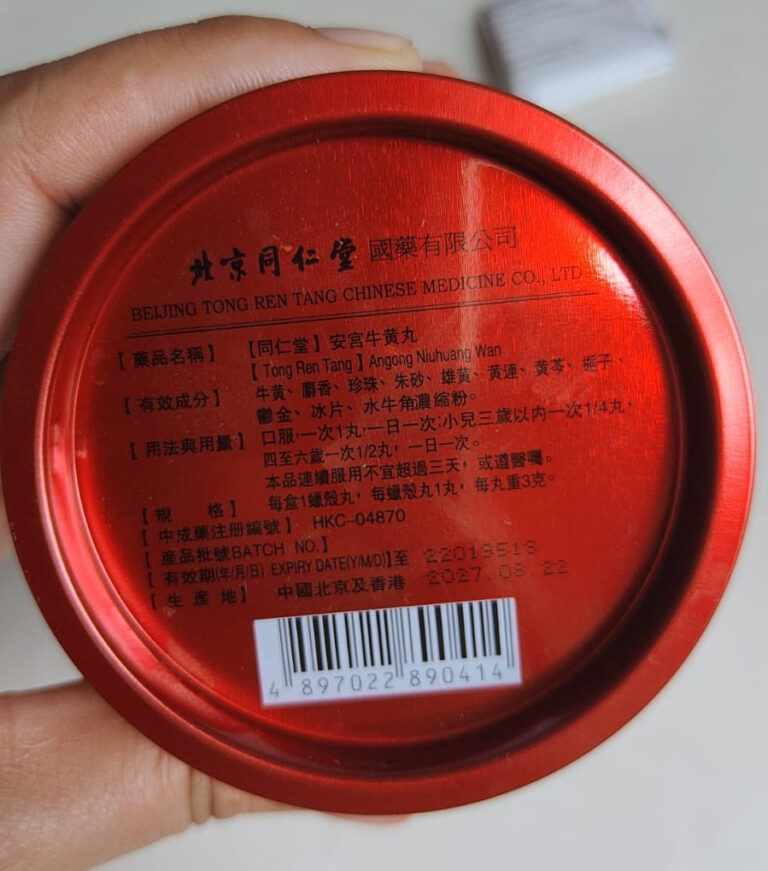 北京同仁堂 國藥有限公司
BEIJING TONG REN TANG CHINESE MEDICINE CO., LTD
【藥品名稱】 【同仁堂】安宮牛黃丸
【Tong Ren Tang】Angong Niuhuang Wan
【有效成分】 牛黃、麝香、珍珠、朱砂、雄黃、黃連、黃芩、梔子、
鬱金、冰片、水牛角濃縮粉。
【用法與用量】 口服,一次1丸,一日一次;小兒三歲以內一次1/4丸,
四至六歲一次1/2丸,一日一次。
本品連續服用不宜超過三天,或遵醫囑。
【規 格】 每盒1蠟殼丸,每蠟殼丸1丸,每丸重3克。
【中成藥注册編號】 HKC-04870
【產品批號BATCH NO.】 22019518
【有效期(年/月/日) EXPIRY DATE(Y/M/D)】至 2027.08.22
【生 產 地】 中國北京及香港
4 897022 890414